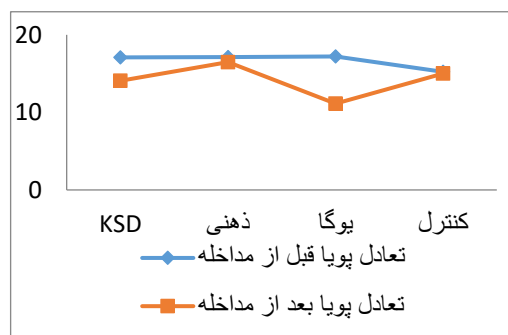 20
10
0
KSD ذهنی یوگا کنترل
تعادل پویا قبل از مداخله
تعادل پویا بعد از مداخله